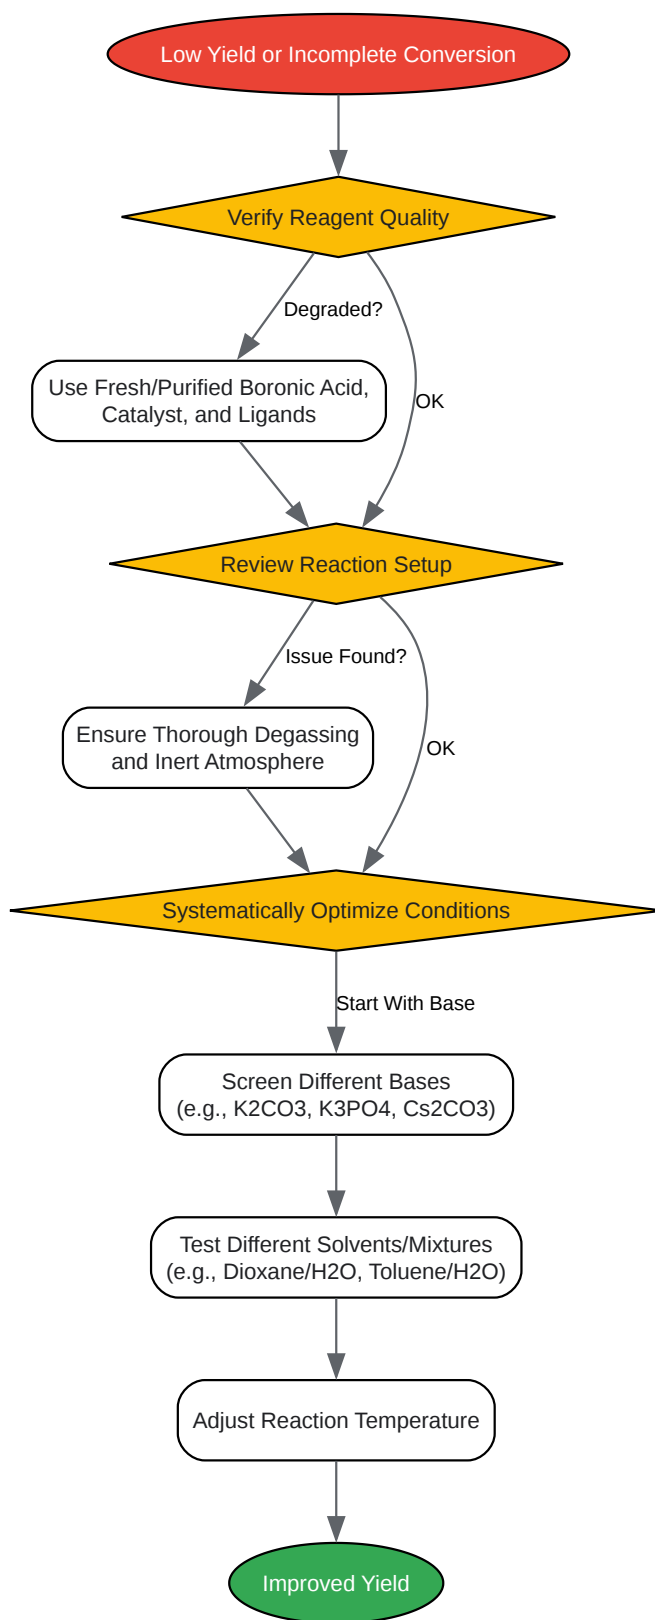 Low Yield or Incomplete Conversion
Verify Reagent Quality
Degraded?
Use Fresh/Purified Boronic Acid,
Catalyst, and Ligands
OK
Review Reaction Setup
Issue Found?
Ensure Thorough Degassing
and Inert Atmosphere
OK
Systematically Optimize Conditions
Start With Base
Screen Different Bases
(e.g., K2CO3, K3PO4, Cs2CO3)
Test Different Solvents/Mixtures
(e.g., Dioxane/H2O, Toluene/H2O)
Adjust Reaction Temperature
Improved Yield